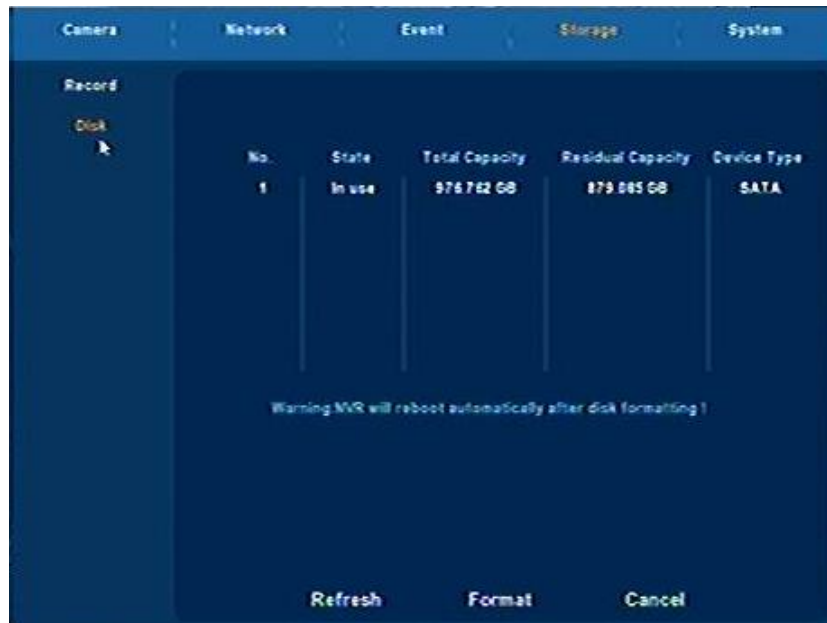 Camera Network Event Storage System
Record
Disk
No. State Total Capacity Residual Capacity Device Type
1 In use 976.762 GB 879.085 GB SATA
Warning:NVR will reboot automatically after disk formatting !
Refresh Format Cancel